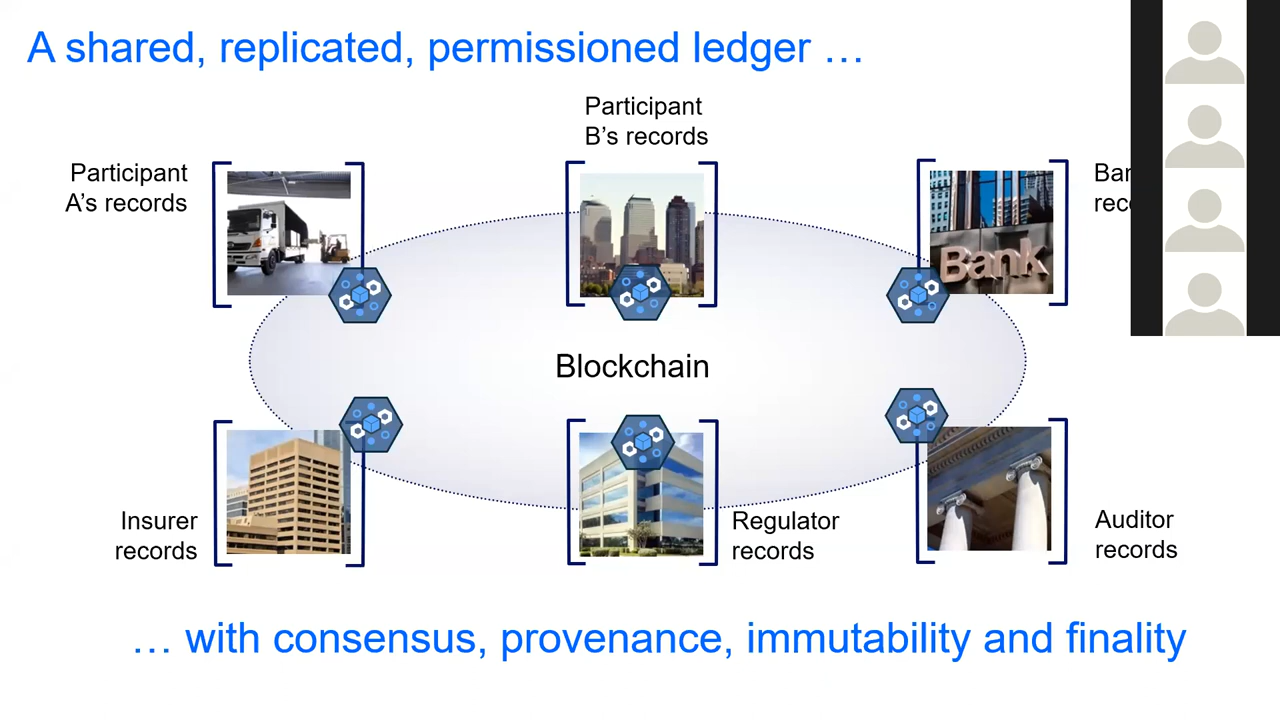 A shared, replicated, permissioned ledger …
Participant
B’s records
Participant
A’s records
Bank
Blockchain
Insurer
records
Regulator
records
Auditor
records
… with consensus, provenance, immutability and finality